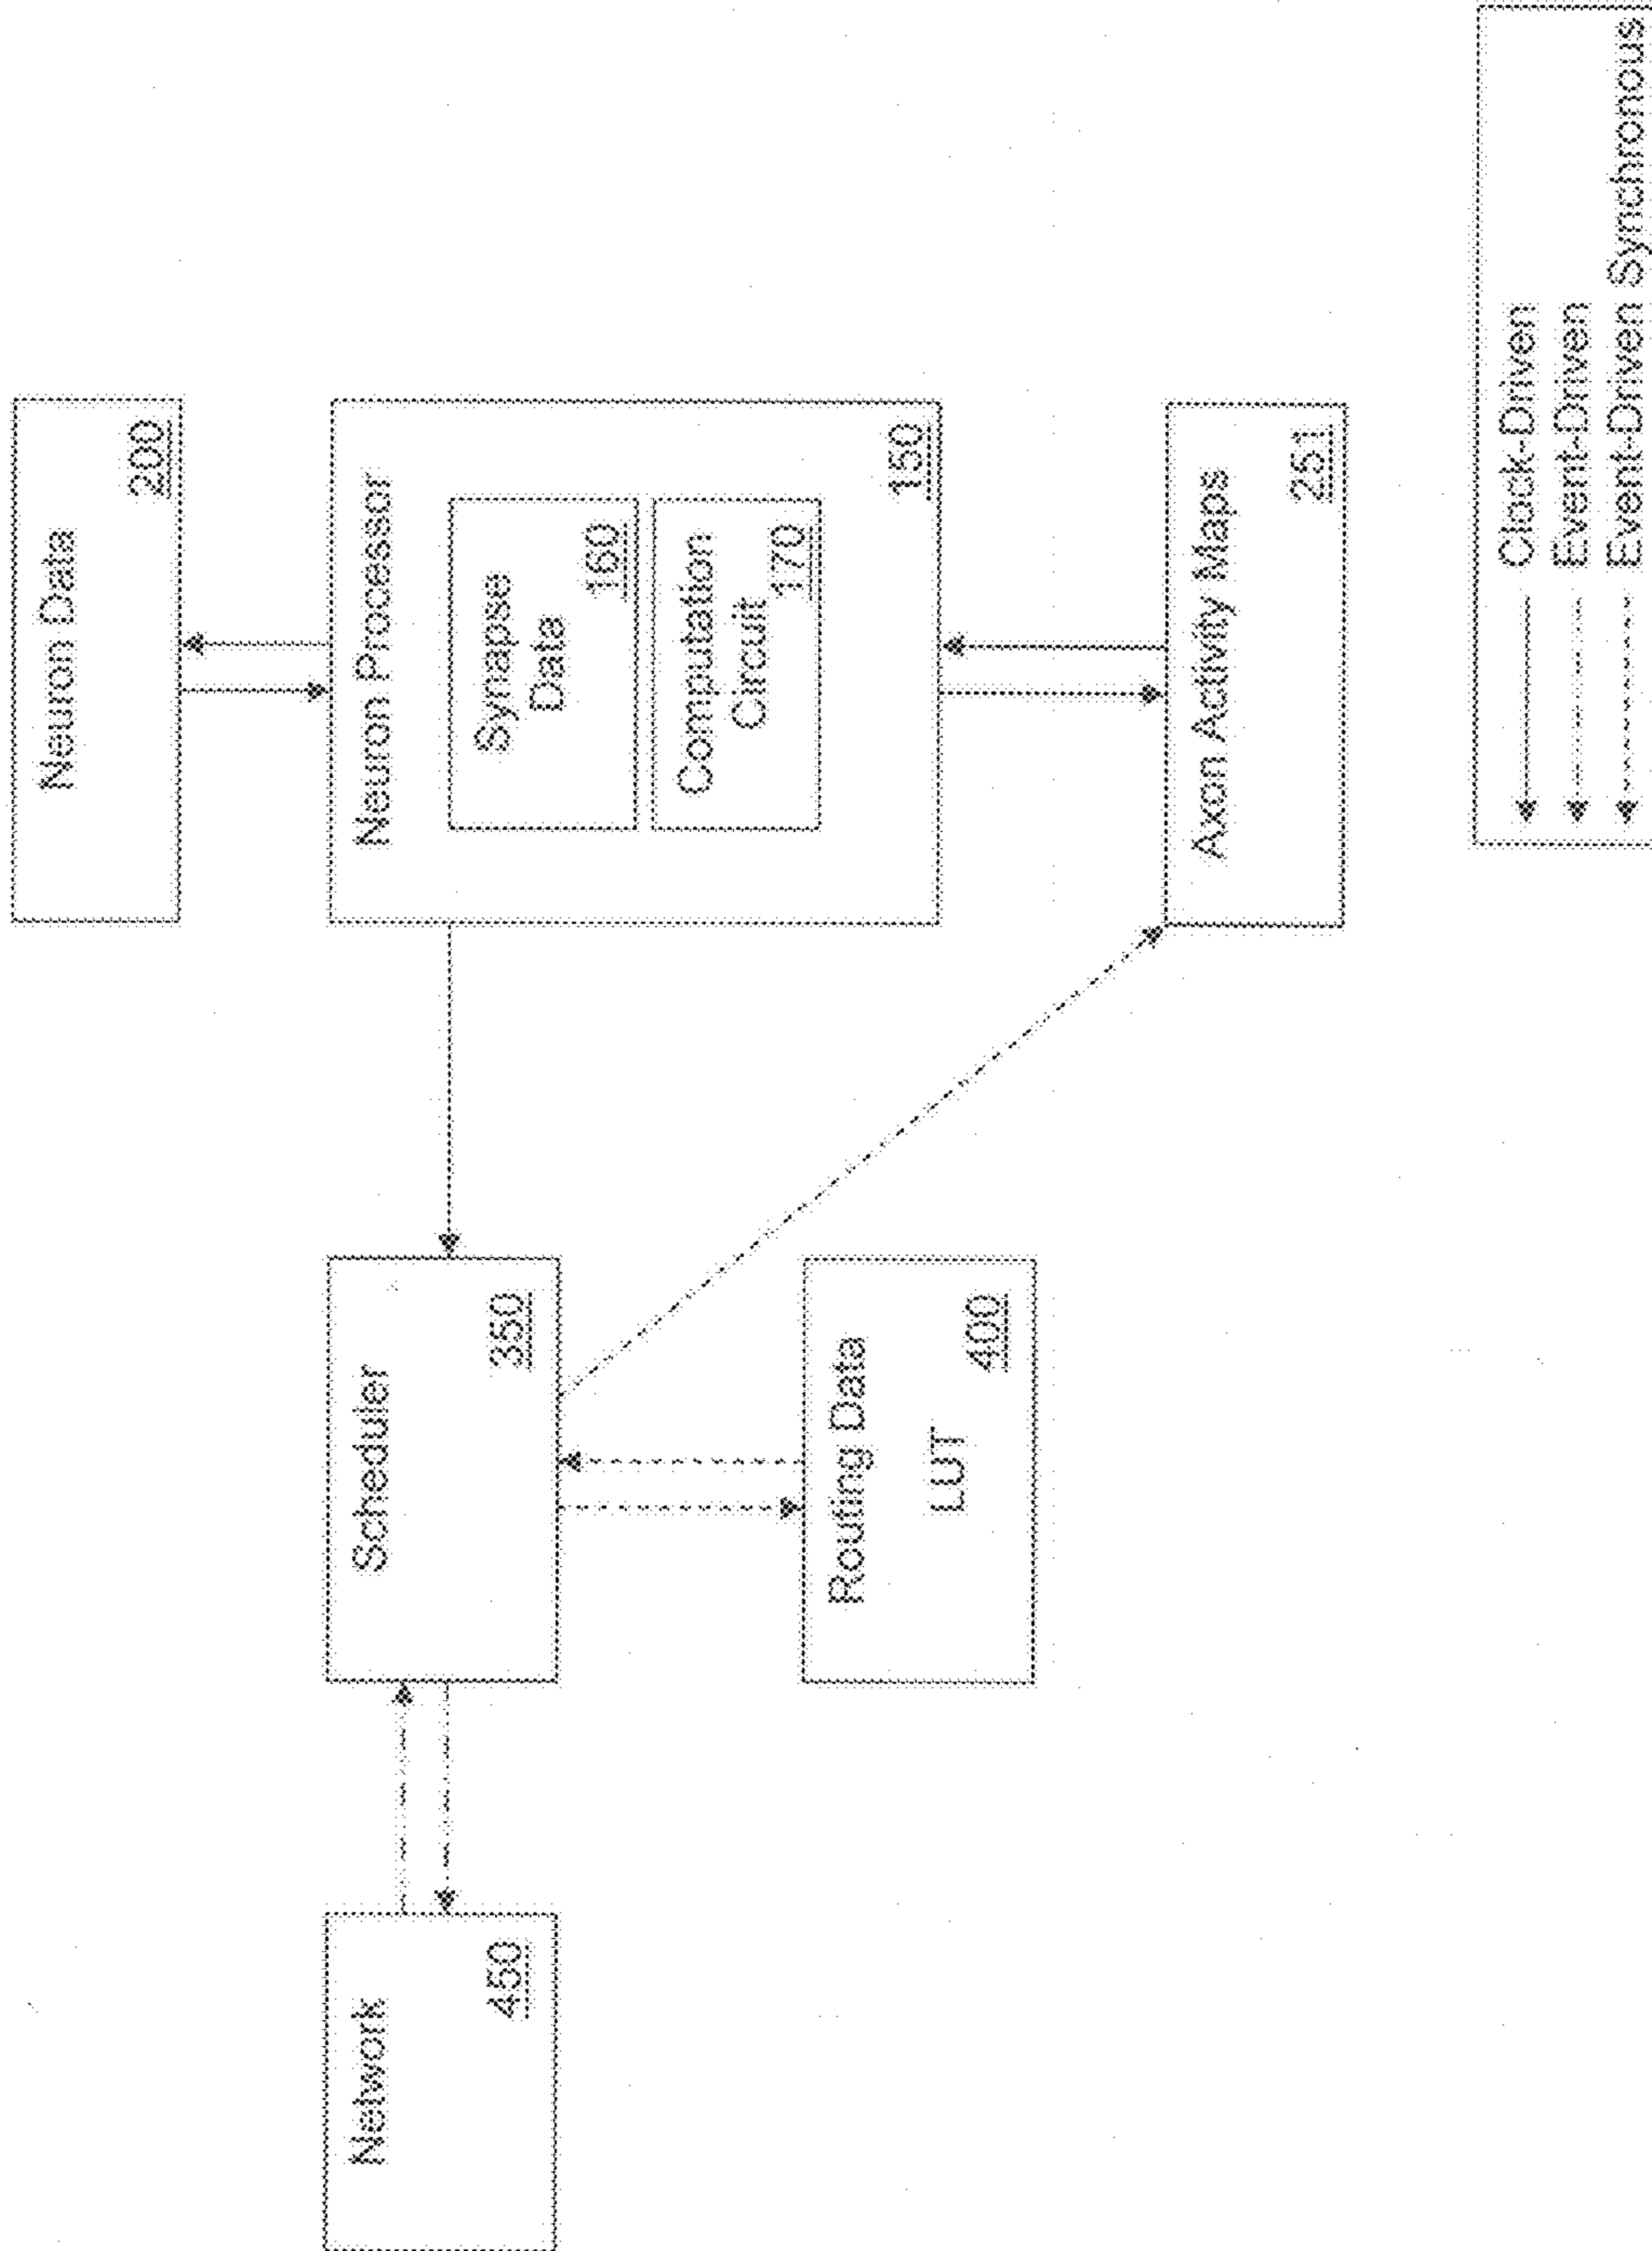 Network
450
Scheduler
350
Routing Data
LUT
400
Neuron Data
200
Neuron Processor
Synapse
Data
160
Computation
Circuit
170
150
Axon Activity Maps
251
Clock-Driven
Event-Driven
Event-Driven Synchronous